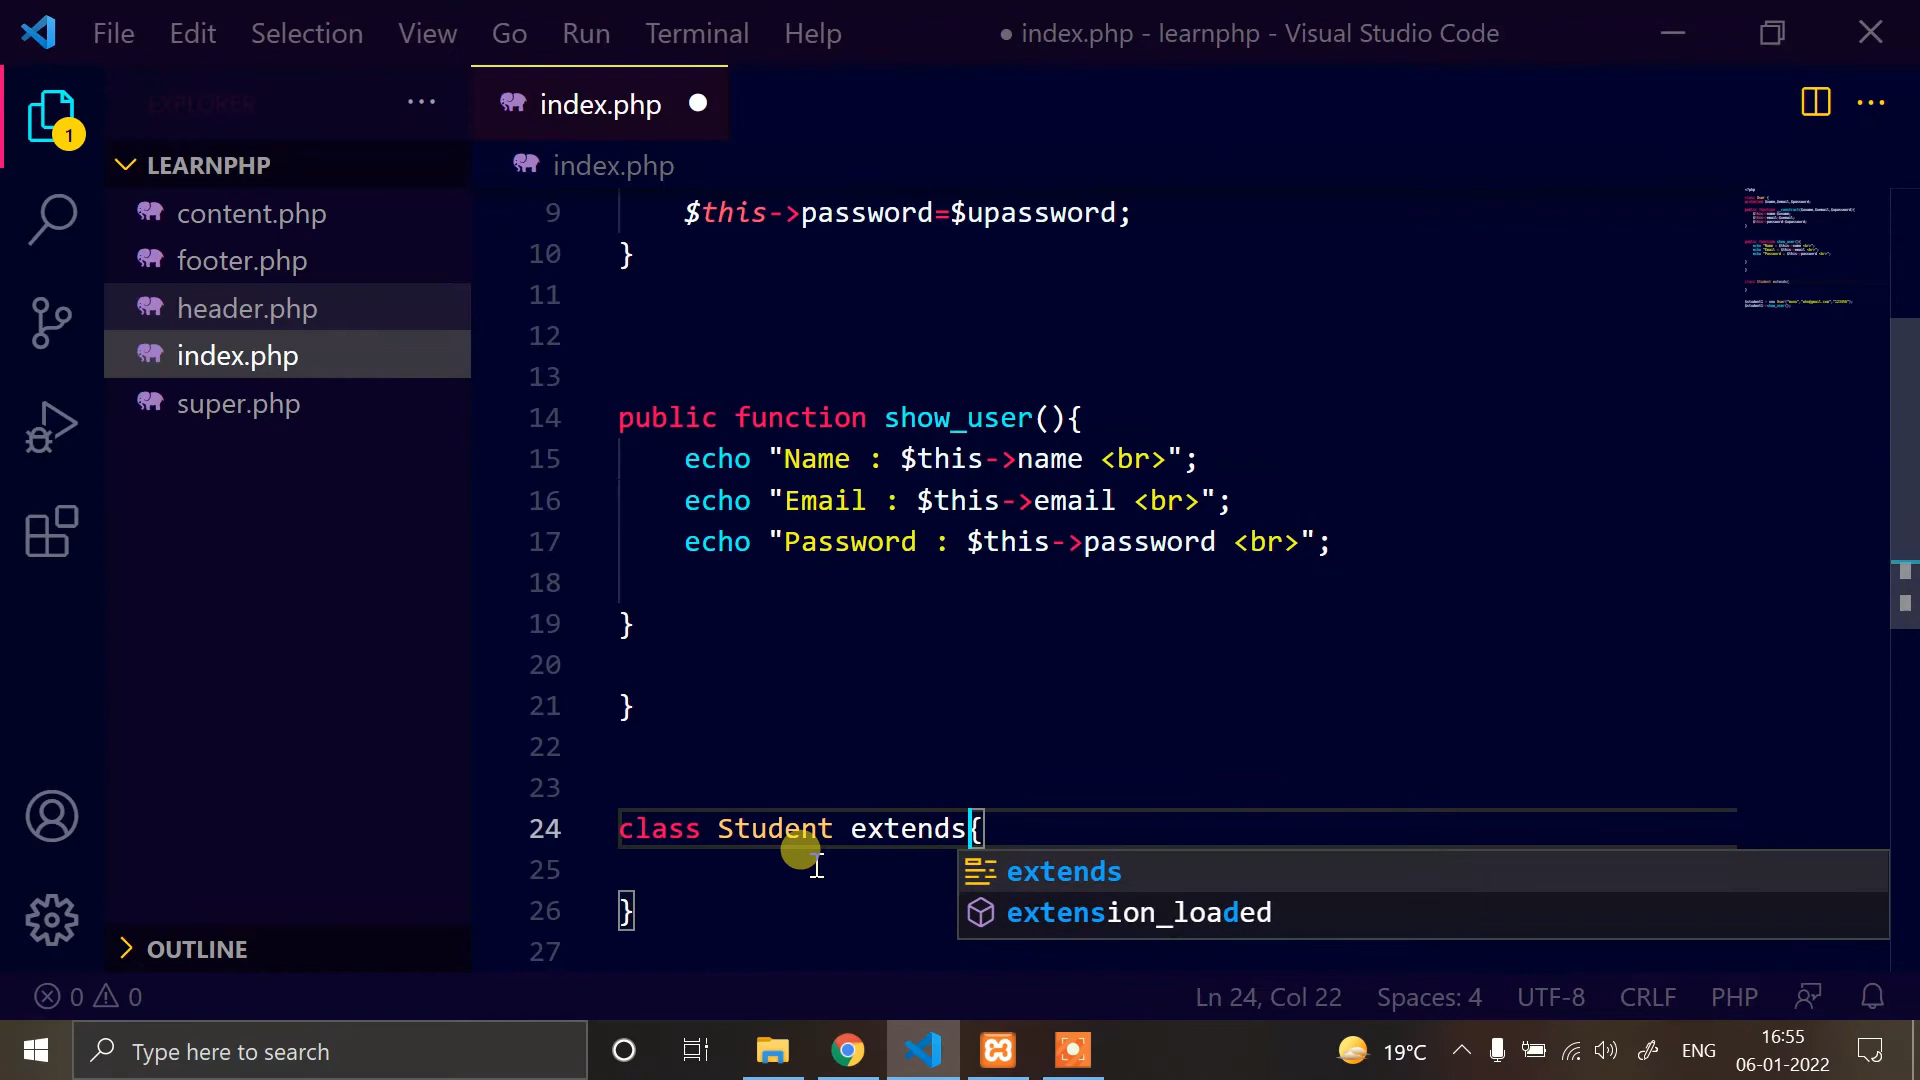 File Edit Selection View Go Run Terminal Help ● index.php - learnphp - Visual Studio Code
EXPLORER ···
index.php
index.php
1
LEARNPHP
content.php
footer.php
header.php
index.php
super.php
9 $this->password=$upassword;
10 }
11
12
13
14 public function show_user(){
15 echo "Name : $this->name <br>";
16 echo "Email : $this->email <br>";
17 echo "Password : $this->password <br>";
18
19 }
20
21 }
22
23
24 class Student extends{
25
26 }
27
extends
extension_loaded
OUTLINE
0 0 Ln 24, Col 22 Spaces: 4 UTF-8 CRLF PHP
Type here to search
19°C ENG
16:55
06-01-2022